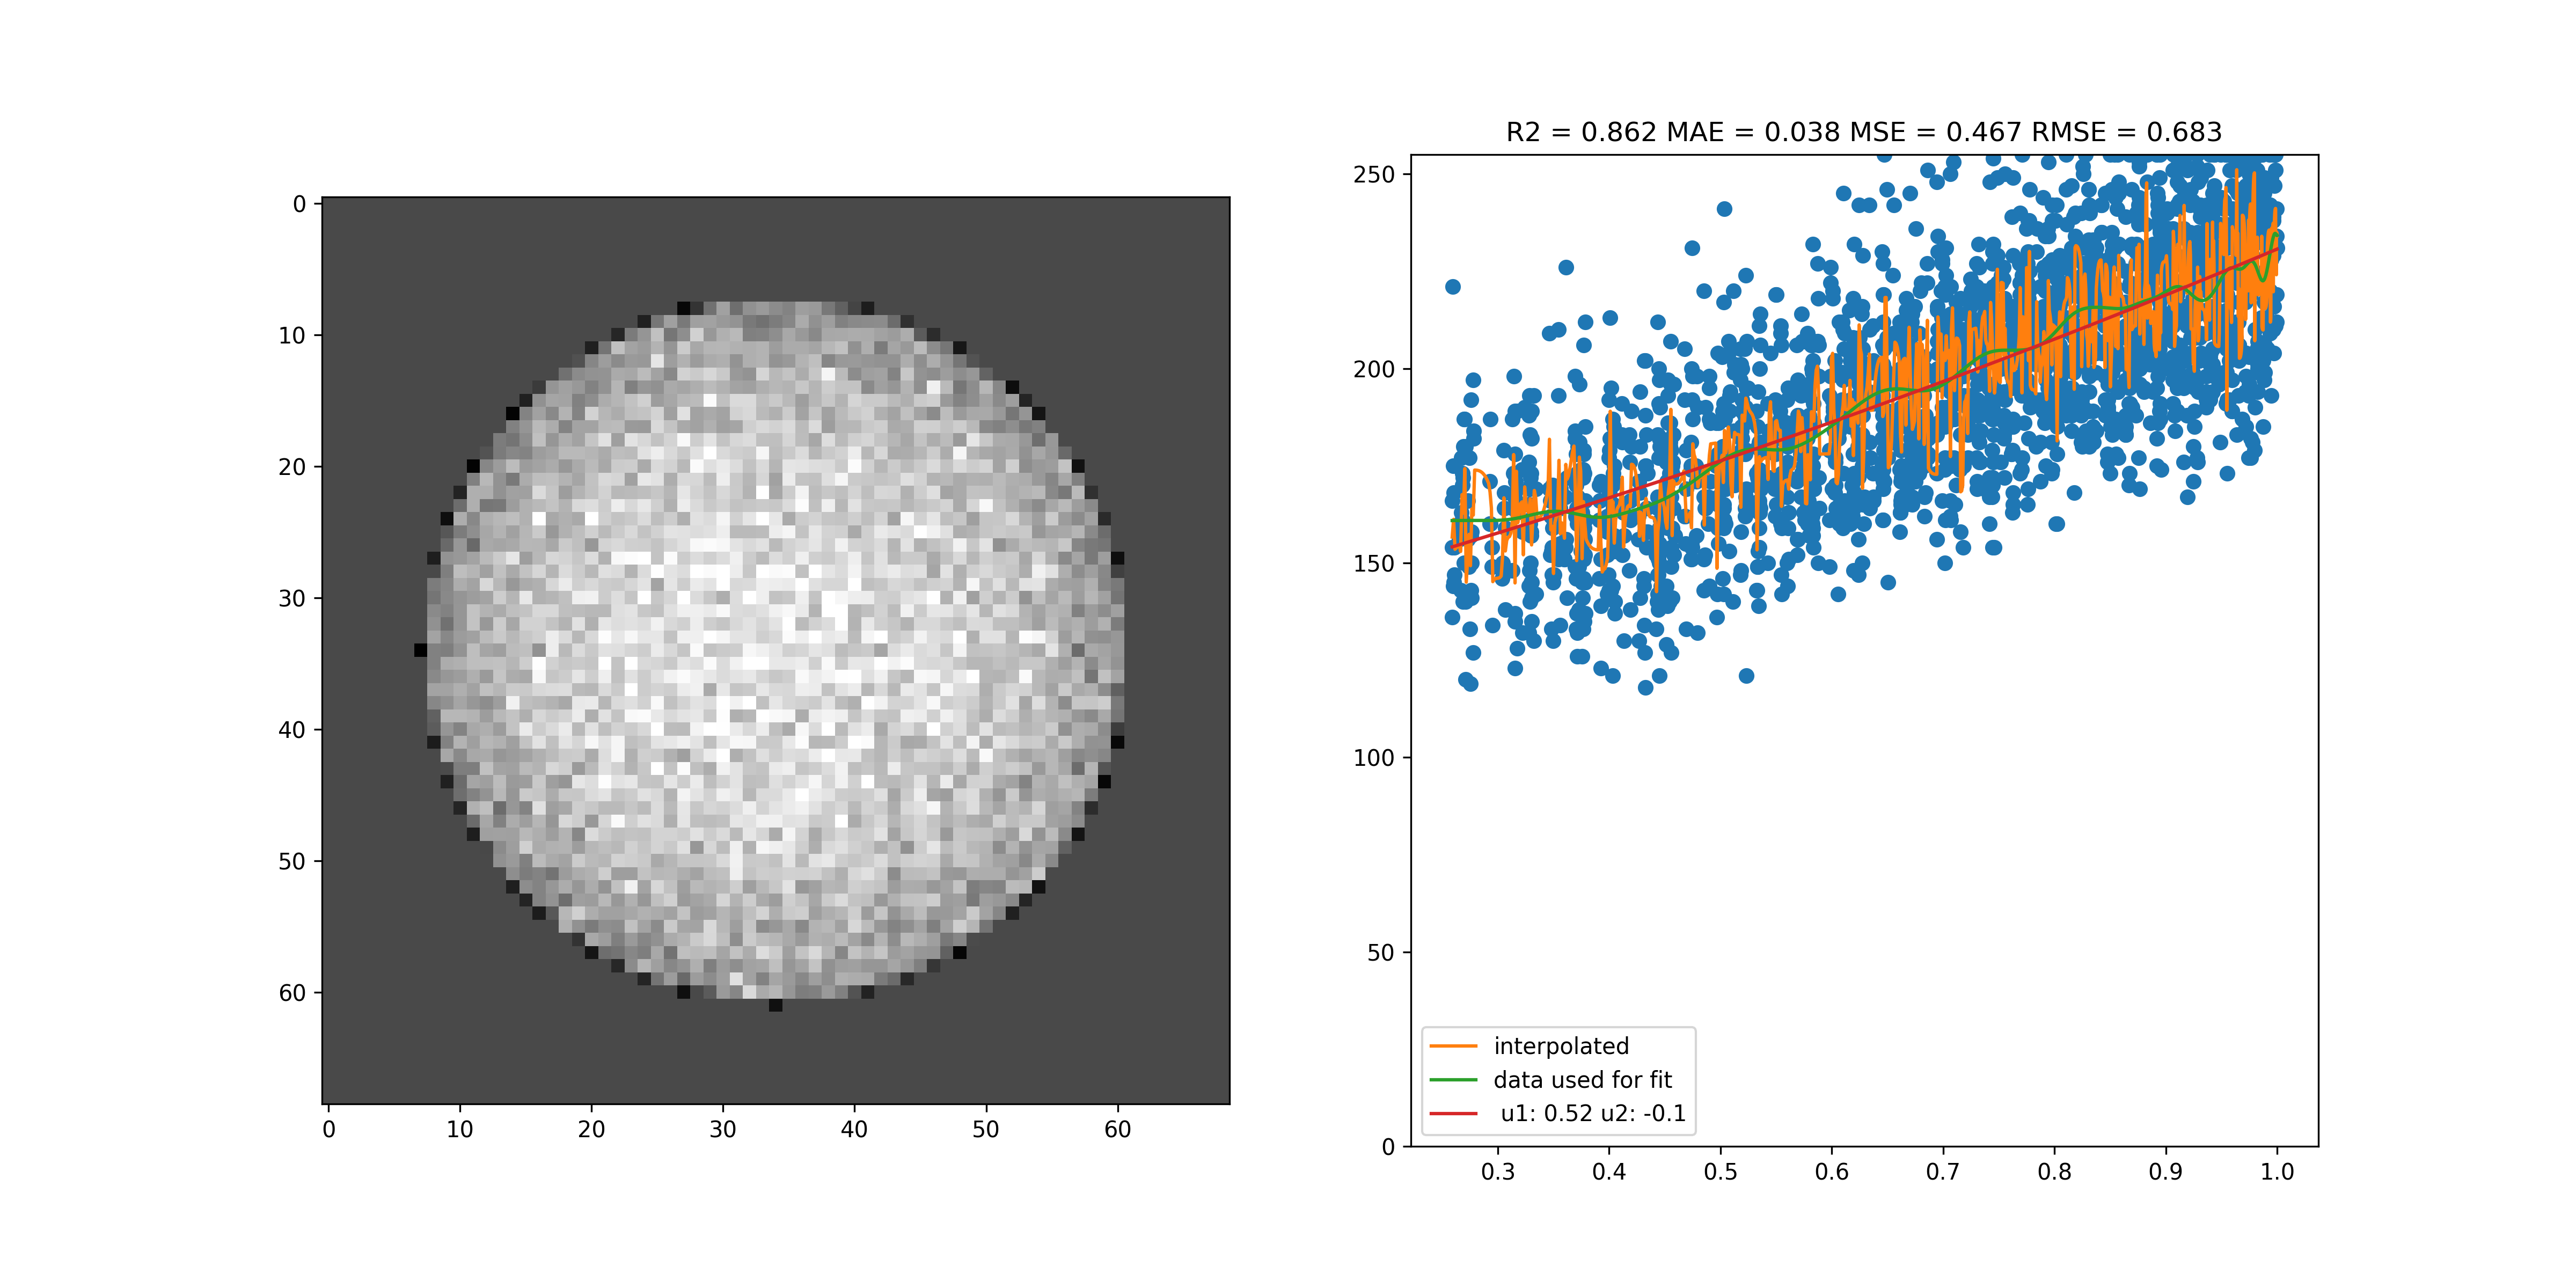 R2 = 0.862 MAE = 0.038 MSE = 0.467 RMSE = 0.683
0
10
20
30
40
50
60
0 10 20 30 40 50 60
250
200
150
100
50
0
interpolated
data used for fit
u1: 0.52 u2: -0.1
0.3 0.4 0.5 0.6 0.7 0.8 0.9 1.0